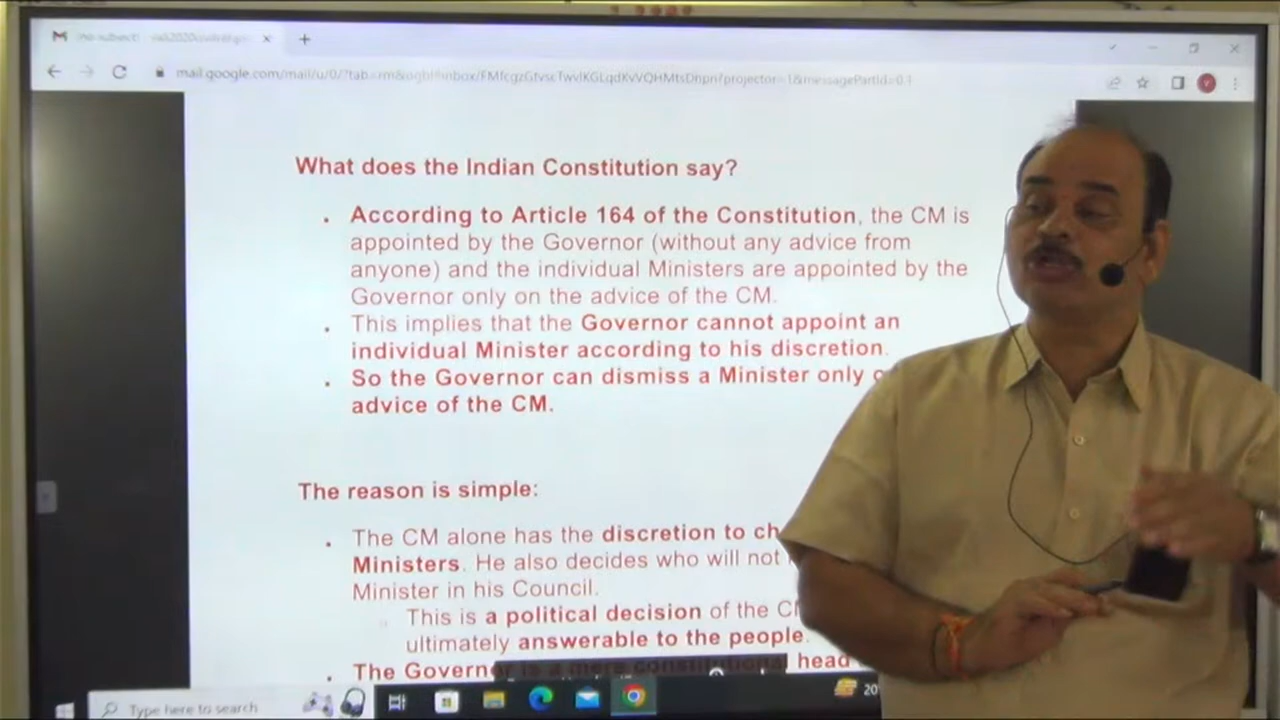 What does the Indian Constitution say?
According to Article 164 of the Constitution, the CM is
appointed by the Governor (without any advice from
anyone) and the individual Ministers are appointed by the
Governor only on the advice of the CM.
This implies that the Governor cannot appoint an
individual Minister according to his discretion.
So the Governor can dismiss a Minister only
advice of the CM.
The reason is simple:
The CM alone has the discretion to
Ministers. He also decides who will not
Minister in his Council.
This is a political decision of the
ultimately answerable to the people.
The Governor is a mere constitutional head
Type here to search
20